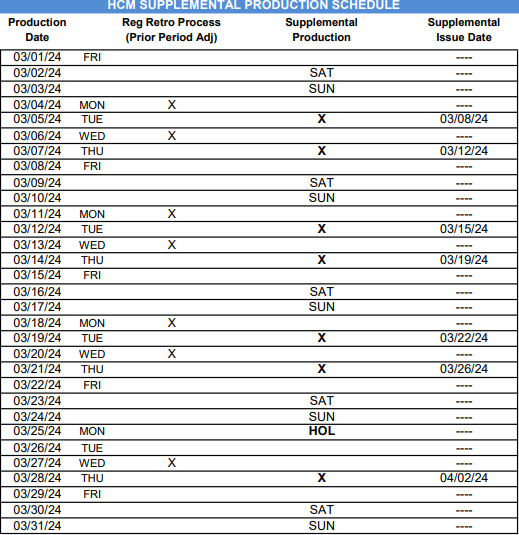 HCM SUPPLEMENTAL PRODUCTION SCHEDULE
Production Reg Retro Process Supplemental Supplemental
Date (Prior Period Adj) Production Issue Date
03/01/24 FRI ----
03/02/24 SAT ----
03/03/24 SUN ----
03/04/24 MON X ----
03/05/24 TUE X 03/08/24
03/06/24 WED X ----
03/07/24 THU X 03/12/24
03/08/24 FRI ----
03/09/24 SAT ----
03/10/24 SUN ----
03/11/24 MON X ----
03/12/24 TUE X 03/15/24
03/13/24 WED X ----
03/14/24 THU X 03/19/24
03/15/24 FRI ----
03/16/24 SAT ----
03/17/24 SUN ----
03/18/24 MON X ----
03/19/24 TUE X 03/22/24
03/20/24 WED X ----
03/21/24 THU X 03/26/24
03/22/24 FRI ----
03/23/24 SAT ----
03/24/24 SUN ----
03/25/24 MON HOL ----
03/26/24 TUE ----
03/27/24 WED X ----
03/28/24 THU X 04/02/24
03/29/24 FRI ----
03/30/24 SAT ----
03/31/24 SUN ----